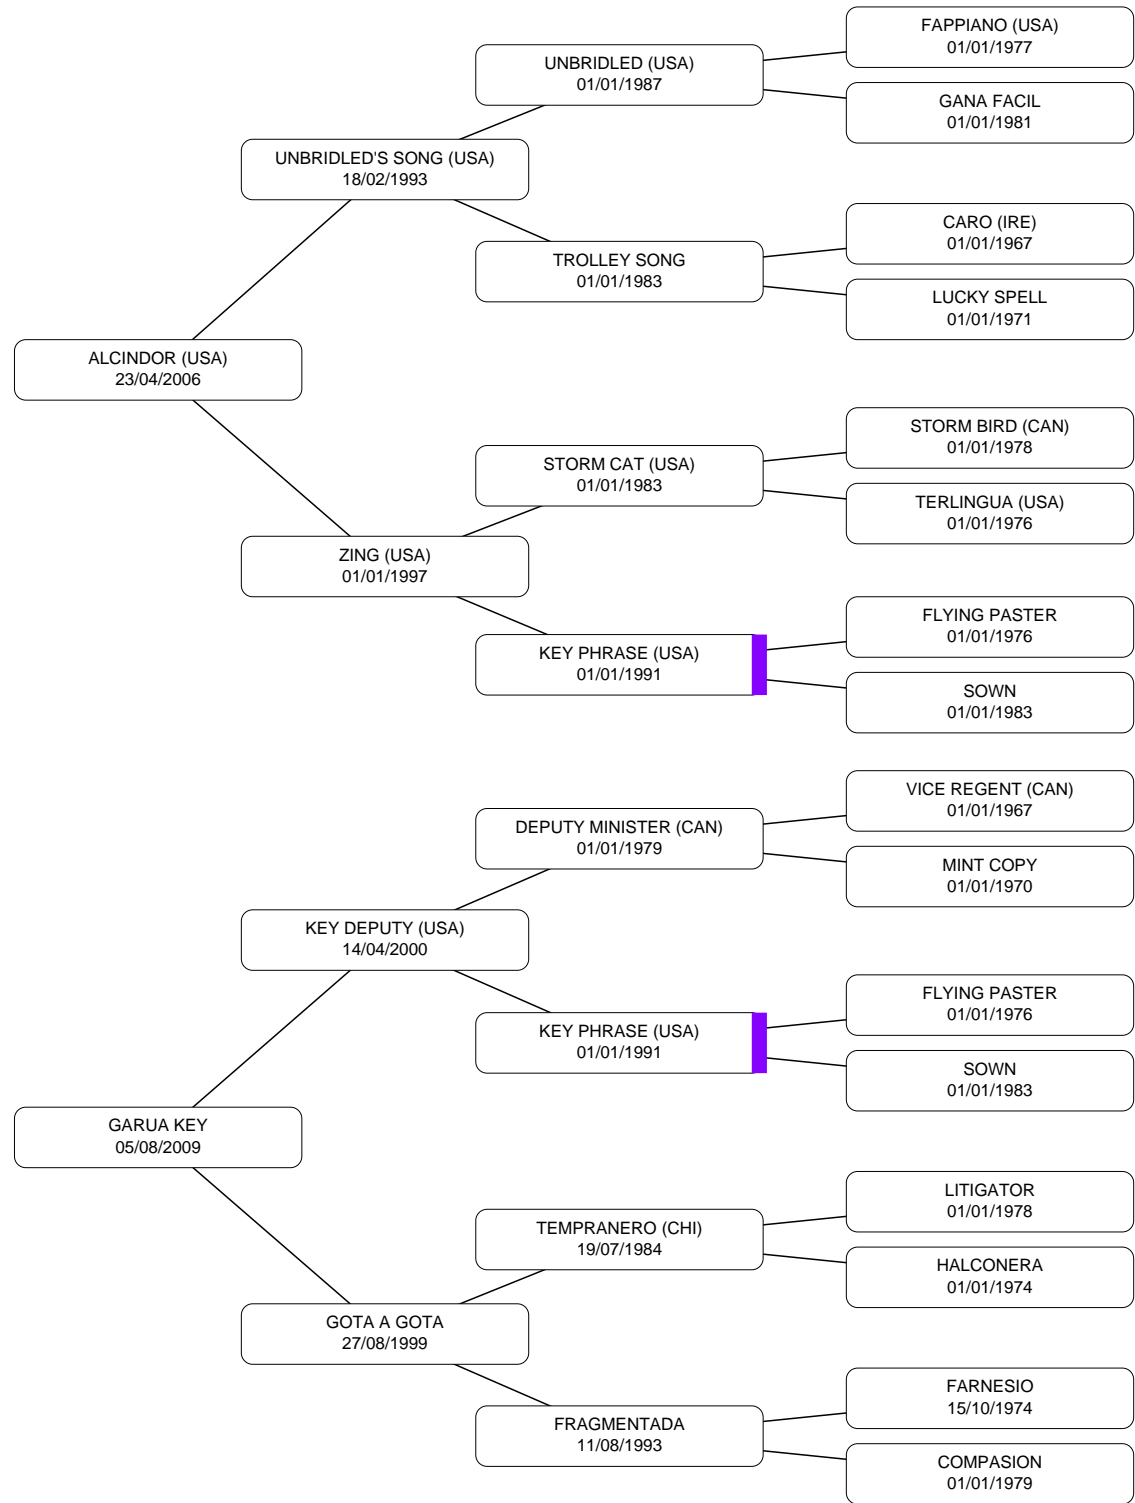 FAPPIANO (USA)
01/01/1977
UNBRIDLED (USA)
01/01/1987
GANA FACIL
01/01/1981
UNBRIDLED'S SONG (USA)
18/02/1993
CARO (IRE)
01/01/1967
TROLLEY SONG
01/01/1983
LUCKY SPELL
01/01/1971
ALCINDOR (USA)
23/04/2006
STORM BIRD (CAN)
01/01/1978
STORM CAT (USA)
01/01/1983
TERLINGUA (USA)
01/01/1976
ZING (USA)
01/01/1997
FLYING PASTER
01/01/1976
KEY PHRASE (USA)
01/01/1991
SOWN
01/01/1983
VICE REGENT (CAN)
01/01/1967
DEPUTY MINISTER (CAN)
01/01/1979
MINT COPY
01/01/1970
KEY DEPUTY (USA)
14/04/2000
FLYING PASTER
01/01/1976
KEY PHRASE (USA)
01/01/1991
SOWN
01/01/1983
GARUA KEY
05/08/2009
LITIGATOR
01/01/1978
TEMPRANERO (CHI)
19/07/1984
HALCONERA
01/01/1974
GOTA A GOTA
27/08/1999
FARNESIO
15/10/1974
FRAGMENTADA
11/08/1993
COMPASION
01/01/1979